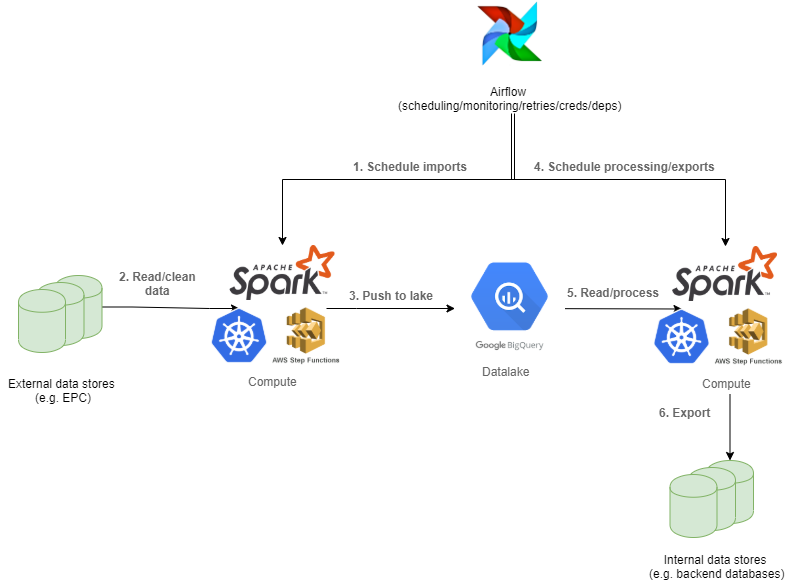 Airflow
(scheduling/monitoring/retries/creds/deps)
1. Schedule imports
4. Schedule processing/exports
2. Read/clean
data
APACHE
Spark™
3. Push to lake
5. Read/process
APACHE
Spark™
Google BigQuery
AWS Step Functions
AWS Step Functions
External data stores
(e.g. EPC)
Compute
Datalake
Compute
6. Export
Internal data stores
(e.g. backend databases)